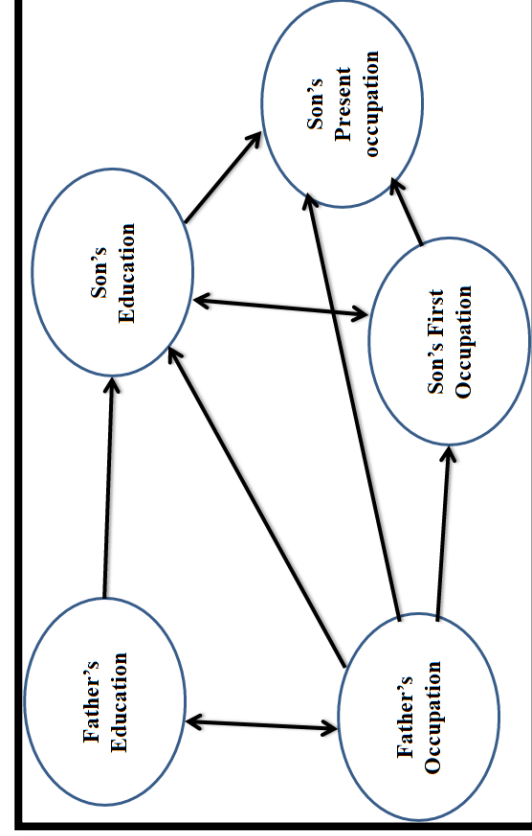 Father's
Education
Son's
Education
Father's
Occupation
Son's First
Occupation
Son's
Present
occupation